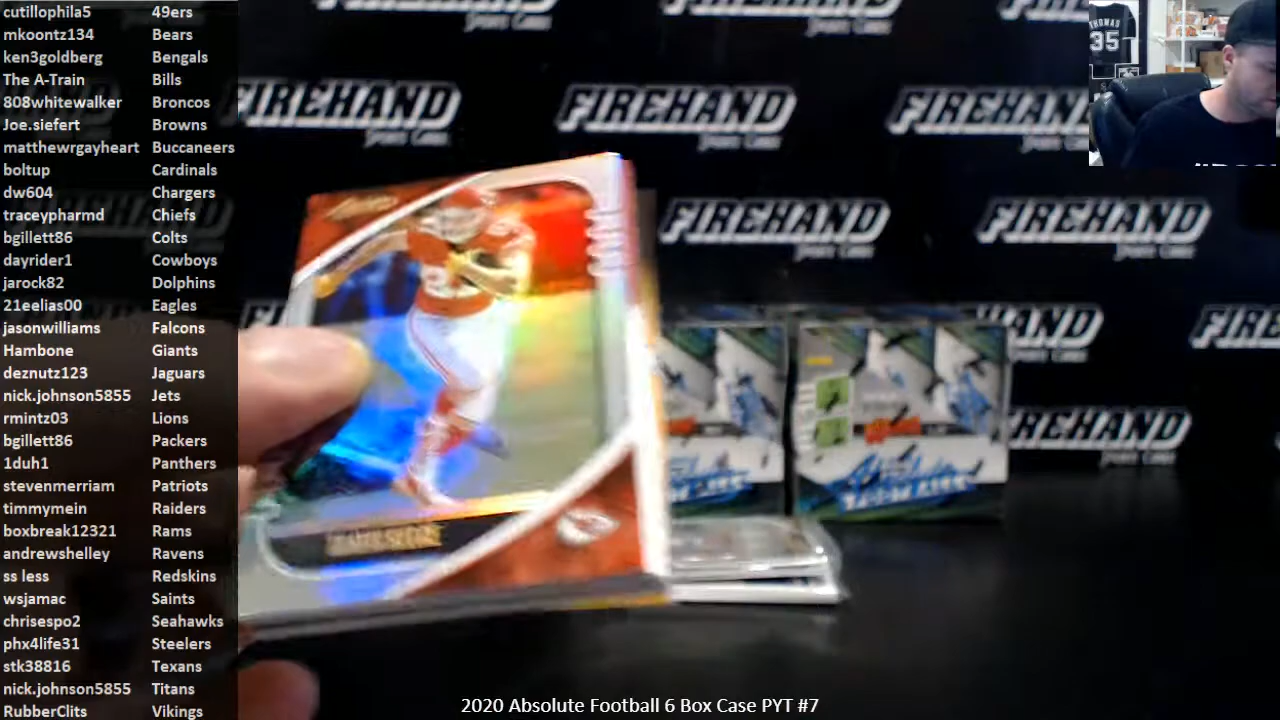 cutillophila5 49ers
mkoontz134 Bears
ken3goldberg Bengals
The A-Train Bills
808whitewalker Broncos
Joe.siefert Browns
matthewrgayheart Buccaneers
boltup Cardinals
dw604 Chargers
traceypharmd Chiefs
bgillett86 Colts
dayrider1 Cowboys
jarock82 Dolphins
21eelias00 Eagles
jasonwilliams Falcons
Hambone Giants
deznutz123 Jaguars
nick.johnson5855 Jets
rmintz03 Lions
bgillett86 Packers
1duh1 Panthers
stevenmerriam Patriots
timmymein Raiders
boxbreak12321 Rams
andrewshelley Ravens
ss less Redskins
wsjamac Saints
chrisespo2 Seahawks
phx4life31 Steelers
stk38816 Texans
nick.johnson5855 Titans
RubberClits Vikings
FIREHAND
FIREHAND
FIREHAND
FIREHAND
FIREHAND
THOMAS
35
2020 Absolute Football 6 Box Case PYT #7